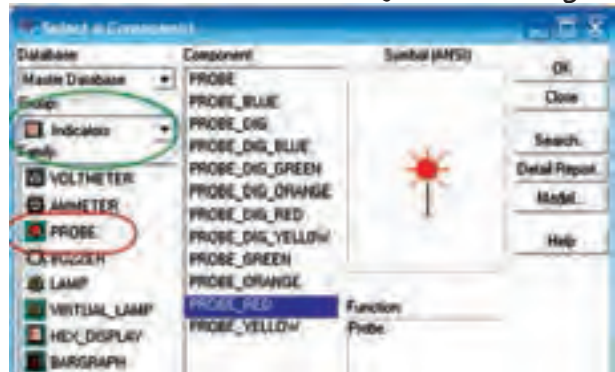 Select a Component
Database
Master Database
Group:
Indicators
Family:
VOLTMETER
AMMETER
PROBE
BUZZER
LAMP
VIRTUAL_LAMP
HEX_DISPLAY
BARGRAPH
Component
PROBE
PROBE_BLUE
PROBE_DIG
PROBE_DIG_BLUE
PROBE_DIG_GREEN
PROBE_DIG_ORANGE
PROBE_DIG_RED
PROBE_DIG_YELLOW
PROBE_GREEN
PROBE_ORANGE
PROBE_RED
PROBE_YELLOW
Symbol (ANSI)
Function:
Probe
OK
Close
Search..
Detail Report..
Model..
Help